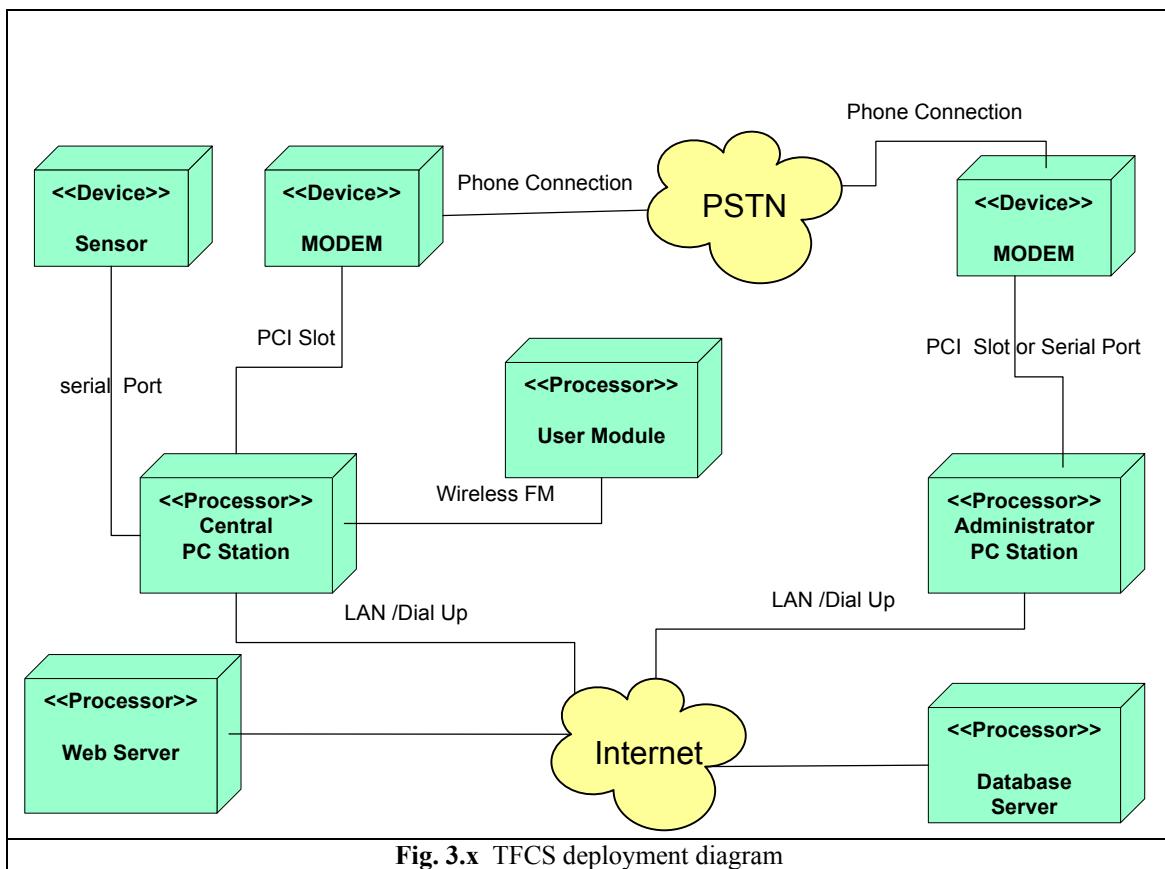 Phone Connection
<<Device>>
Sensor
<<Device>>
MODEM
Phone Connection
PSTN
<<Device>>
MODEM
PCI Slot
serial Port
<<Processor>>
User Module
PCI Slot or Serial Port
Wireless FM
<<Processor>>
Central
PC Station
<<Processor>>
Administrator
PC Station
LAN /Dial Up
LAN /Dial Up
<<Processor>>
Web Server
Internet
<<Processor>>
Database
Server
Fig. 3.x TFCS deployment diagram